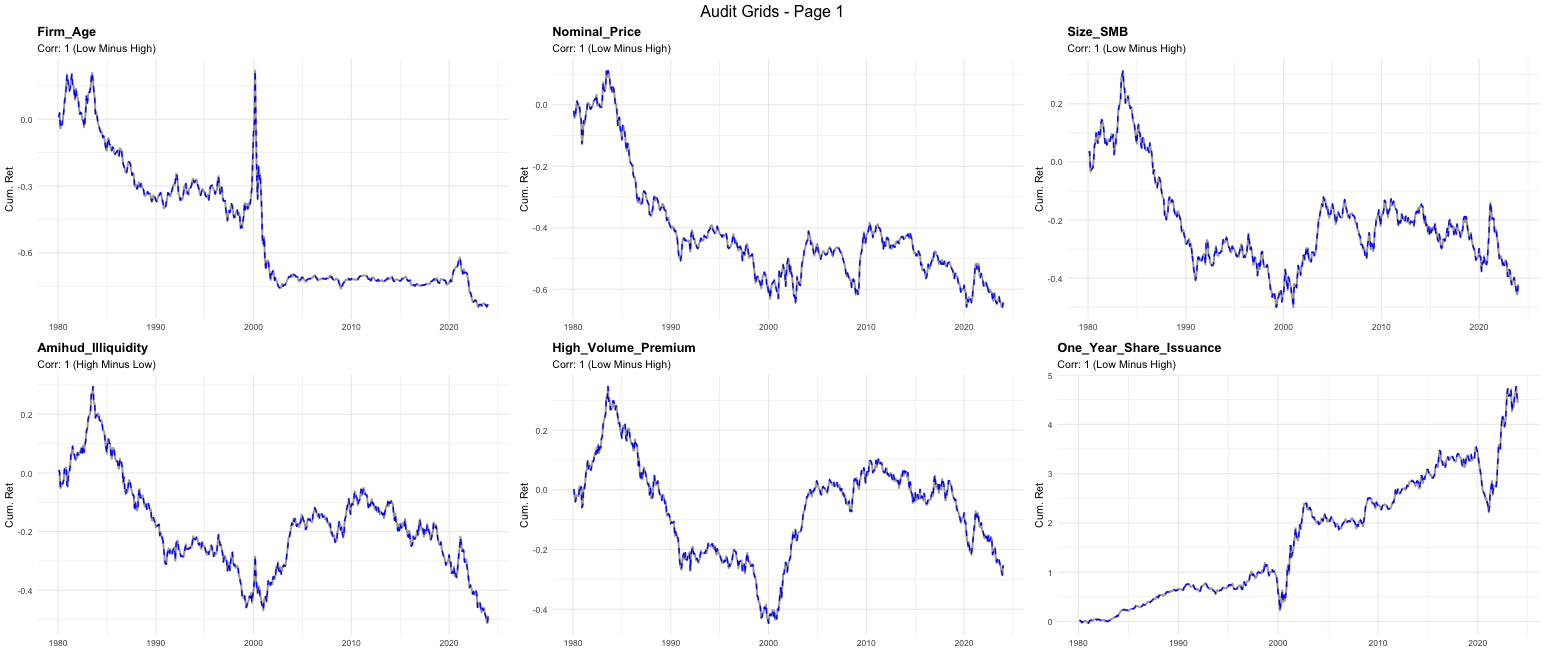 Audit Grids - Page 1
Firm_Age
Corr: 1 (Low Minus High)
Cum. Ret
0.0
-0.3
-0.6
1980 1990 2000 2010 2020
Nominal_Price
Corr: 1 (Low Minus High)
Cum. Ret
0.0
-0.2
-0.4
-0.6
1980 1990 2000 2010 2020
Size_SMB
Corr: 1 (Low Minus High)
Cum. Ret
0.2
0.0
-0.2
-0.4
1980 1990 2000 2010 2020
Amihud_Illiquidity
Corr: 1 (High Minus Low)
Cum. Ret
0.2
0.0
-0.2
-0.4
1980 1990 2000 2010 2020
High_Volume_Premium
Corr: 1 (Low Minus High)
Cum. Ret
0.2
0.0
-0.2
-0.4
1980 1990 2000 2010 2020
One_Year_Share_Issuance
Corr: 1 (Low Minus High)
Cum. Ret
5
4
3
2
1
0
1980 1990 2000 2010 2020